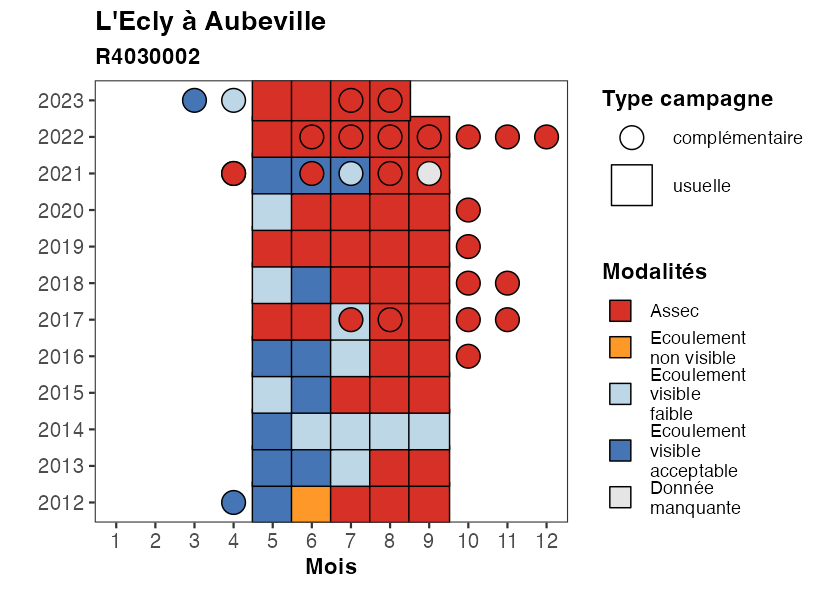 L'Ecly à Aubeville
R4030002
2023
2022
2021
2020
2019
2018
2017
2016
2015
2014
2013
2012
1 2 3 4 5 6 7 8 9 10 11 12
Mois
Type campagne
complémentaire
usuelle
Modalités
Assec
Ecoulement
non visible
Ecoulement
visible
faible
Ecoulement
visible
acceptable
Donnée
manquante